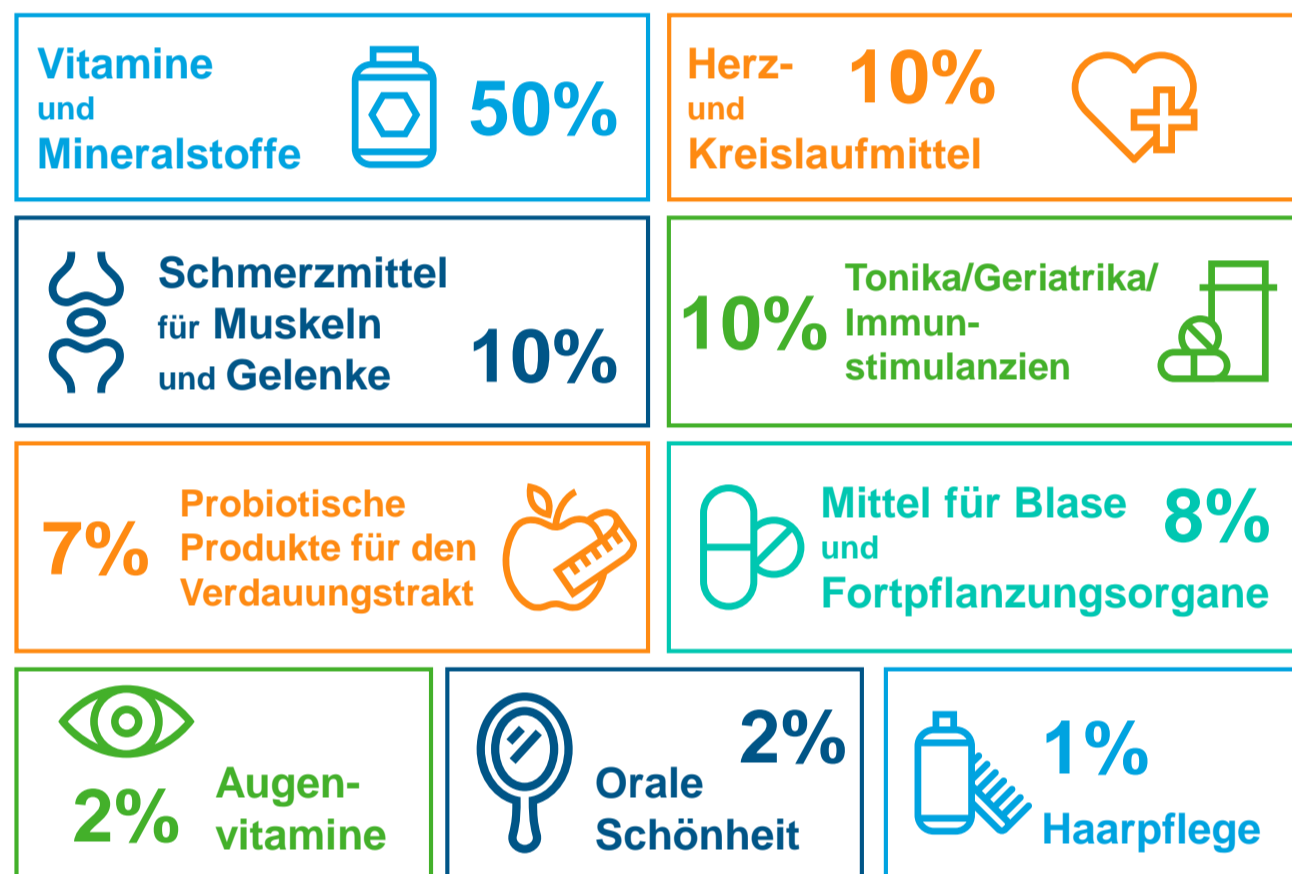 Vitamine
und
Mineralstoffe
50%
Herz-
und
Kreislaufmittel
10%
Schmerzmittel
für Muskeln
und Gelenke
10%
10%
Tonika/Geriatrika/
Immun-
stimulanzien
7%
Probiotische
Produkte für den
Verdauungstrakt
Mittel für Blase
und
Fortpflanzungsorgane
8%
2%
Augen-
vitamine
2%
Orale
Schönheit
1%
Haarpflege